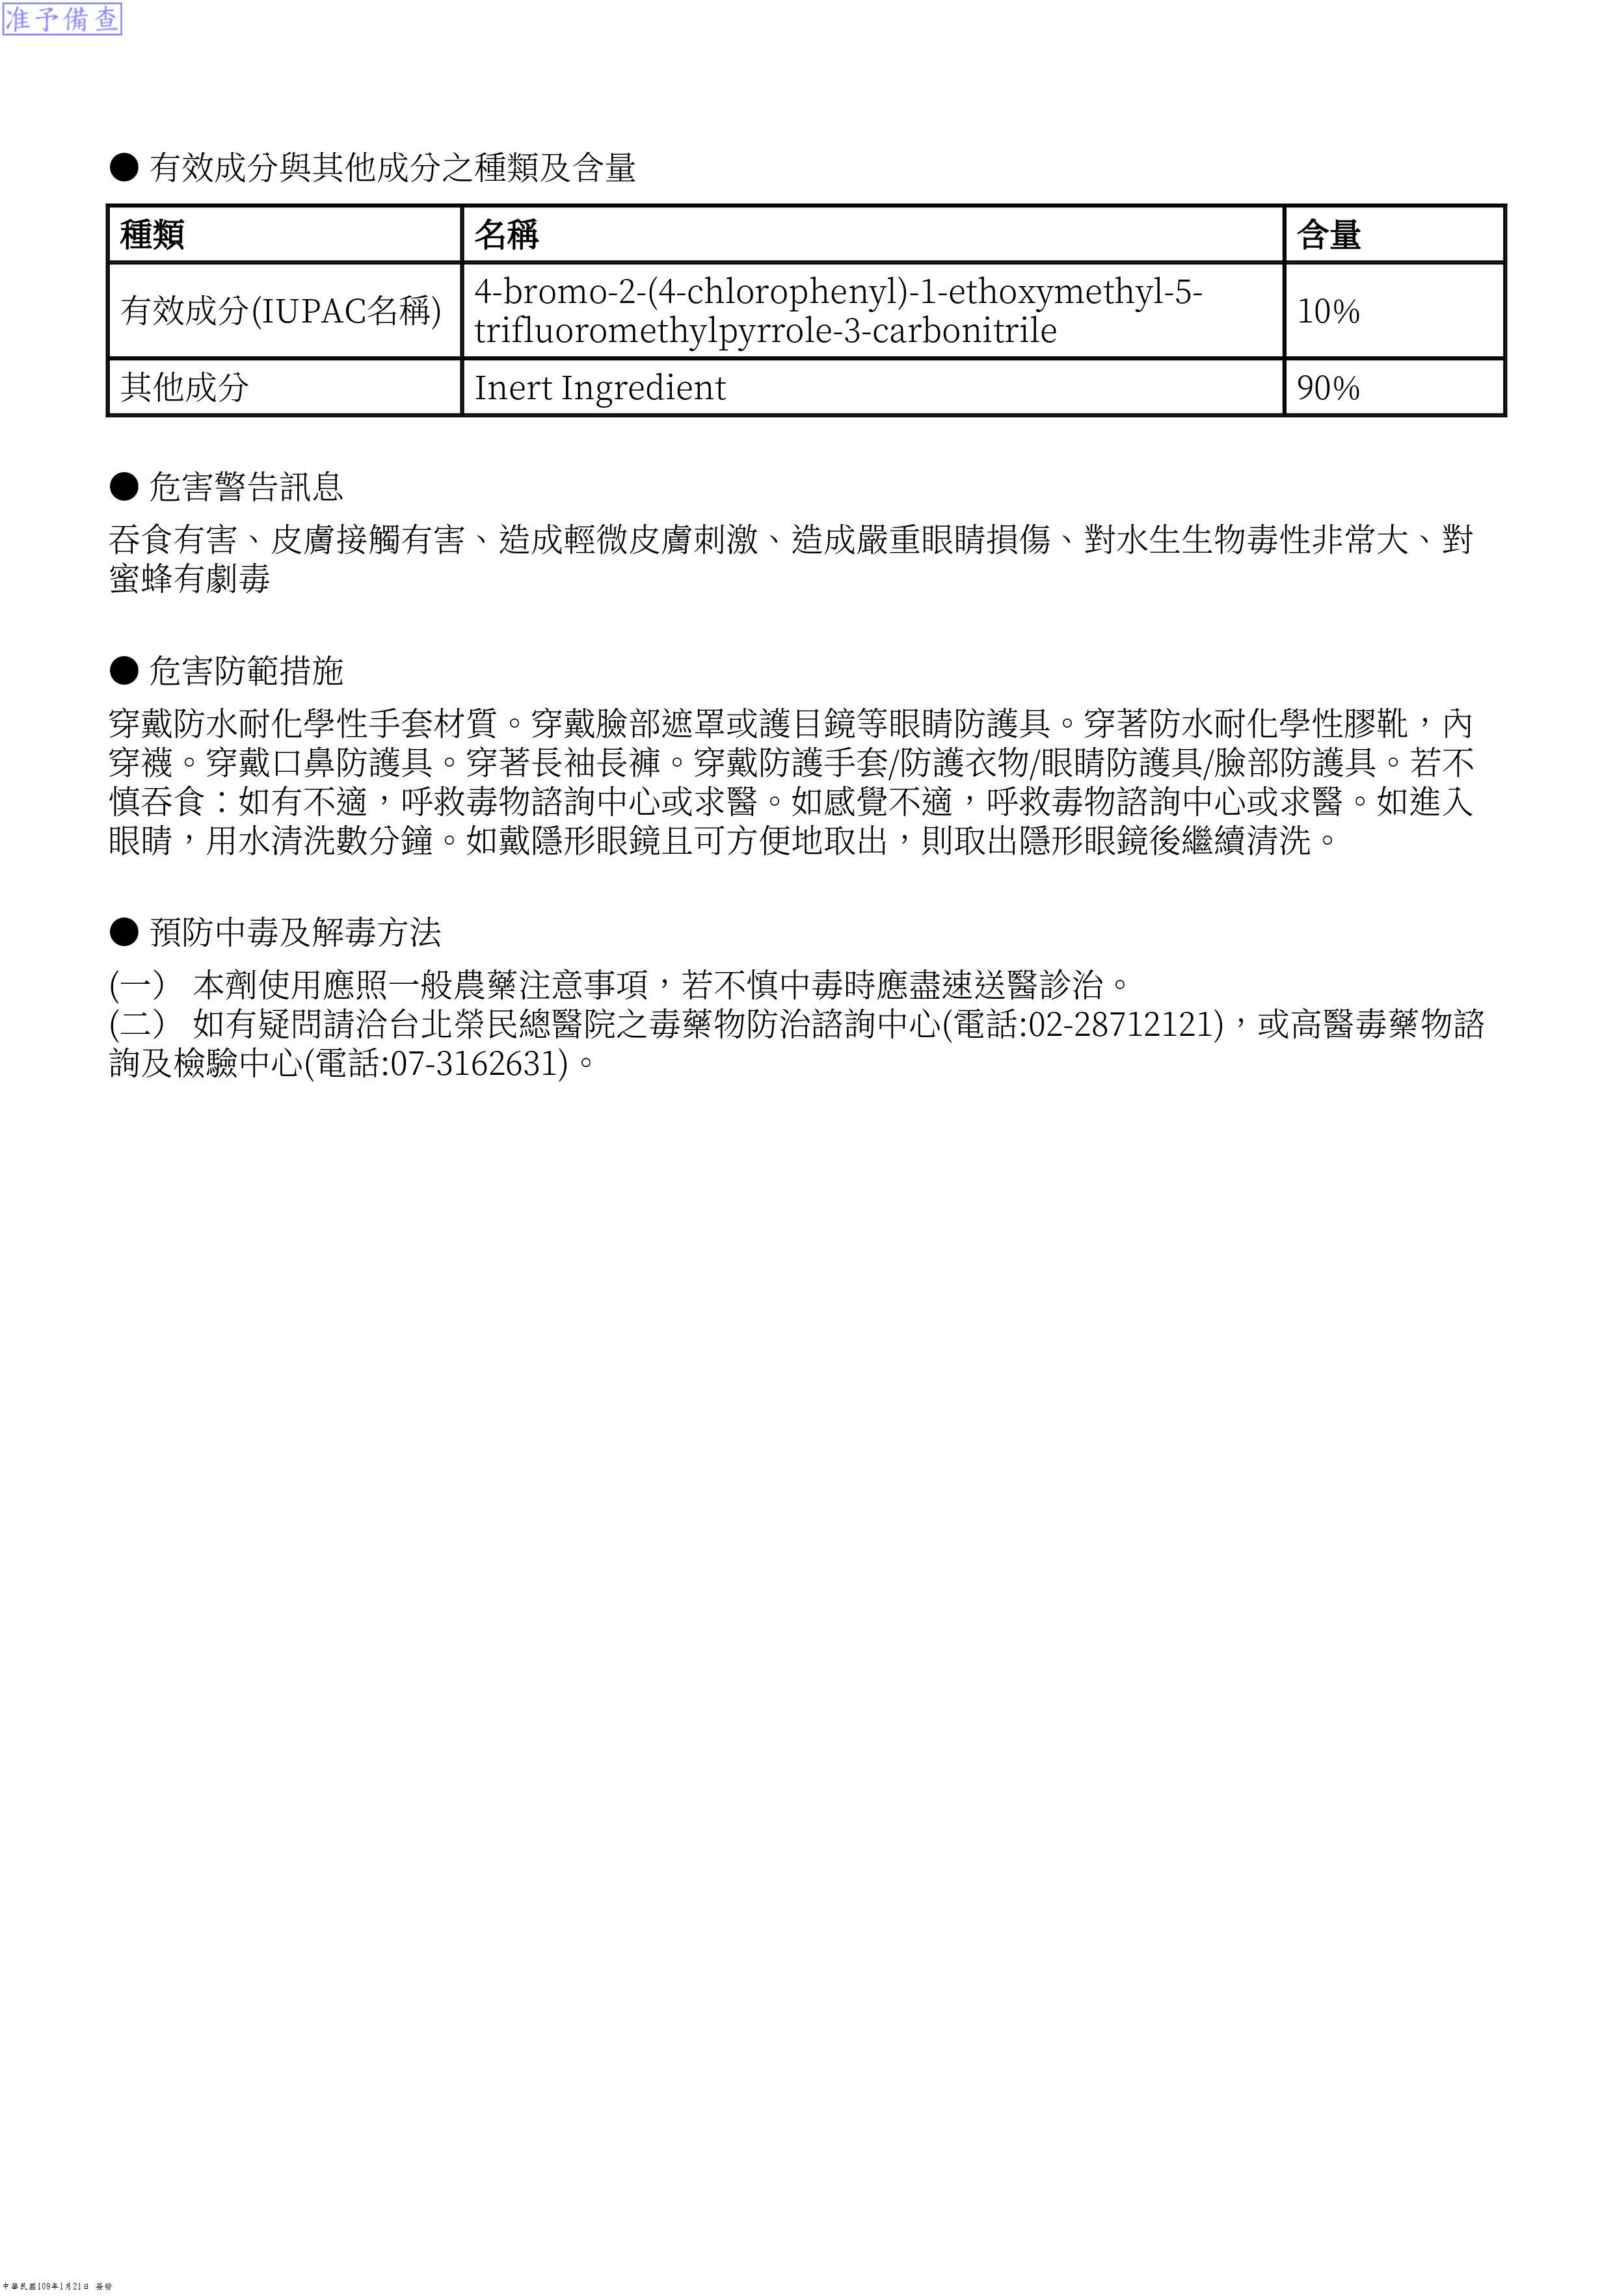 准予備查
● 有效成分與其他成分之種類及含量
種類 名稱 含量
有效成分(IUPAC名稱) 4-bromo-2-(4-chlorophenyl)-1-ethoxymethyl-5-
trifluoromethylpyrrole-3-carbonitrile 10%
其他成分 Inert Ingredient 90%
● 危害警告訊息
吞食有害、皮膚接觸有害、造成輕微皮膚刺激、造成嚴重眼睛損傷、對水生生物毒性非常大、對
蜜蜂有劇毒
● 危害防範措施
穿戴防水耐化學性手套材質。穿戴臉部遮罩或護目鏡等眼睛防護具。穿著防水耐化學性膠靴，內
穿襪。穿戴口鼻防護具。穿著長袖長褲。穿戴防護手套/防護衣物/眼睛防護具/臉部防護具。若不
慎吞食：如有不適，呼救毒物諮詢中心或求醫。如感覺不適，呼救毒物諮詢中心或求醫。如進入
眼睛，用水清洗數分鐘。如戴隱形眼鏡且可方便地取出，則取出隱形眼鏡後繼續清洗。
● 預防中毒及解毒方法
(一） 本劑使用應照一般農藥注意事項，若不慎中毒時應盡速送醫診治。
(二） 如有疑問請洽台北榮民總醫院之毒藥物防治諮詢中心(電話:02-28712121)，或高醫毒藥物諮
詢及檢驗中心(電話:07-3162631)。
中華民國109年1月21日 簽發